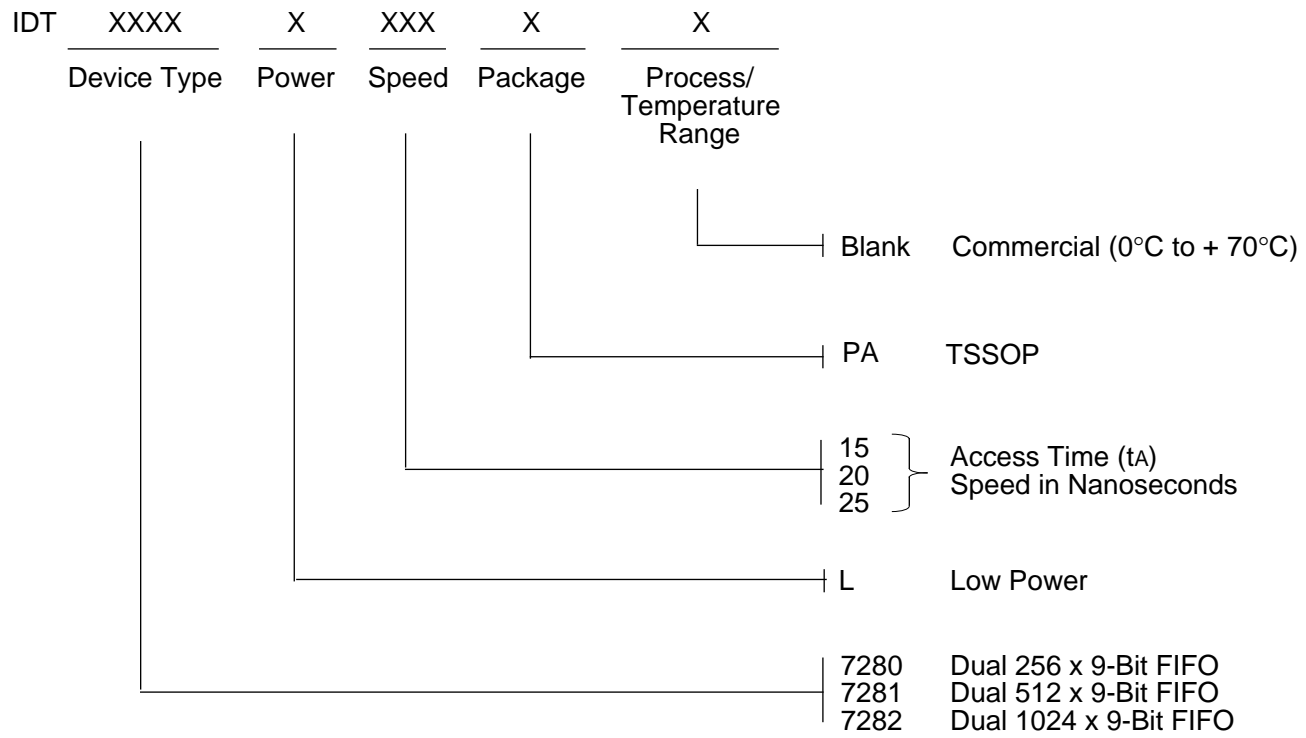 IDT XXXX X XXX X X
Device Type Power Speed Package Process/
Temperature
Range
Blank Commercial (0°C to + 70°C)
PA TSSOP
15
20
25
Access Time (tA)
Speed in Nanoseconds
L Low Power
7280 Dual 256 x 9-Bit FIFO
7281 Dual 512 x 9-Bit FIFO
7282 Dual 1024 x 9-Bit FIFO